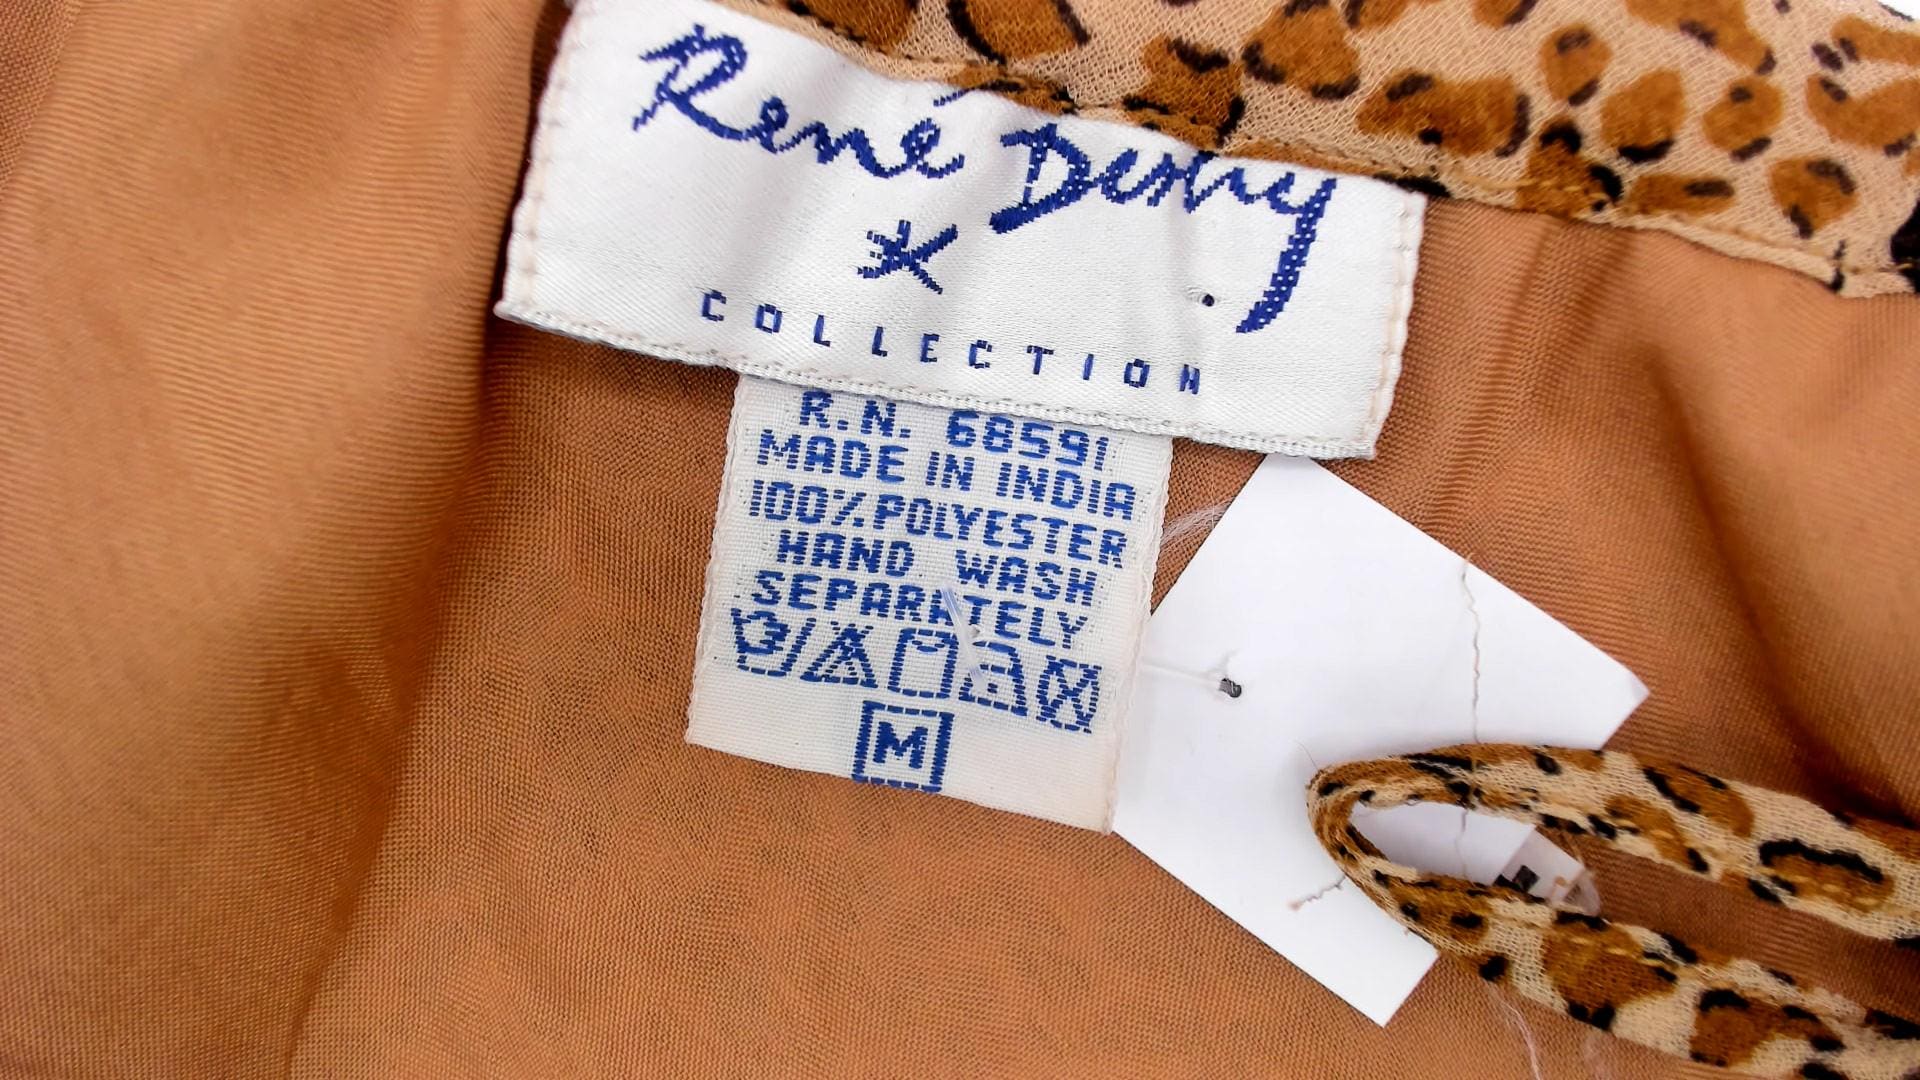 René Derhy
COLLECTION
R.N. 68591
MADE IN INDIA
100% POLYESTER
HAND WASH
SEPARATELY
M